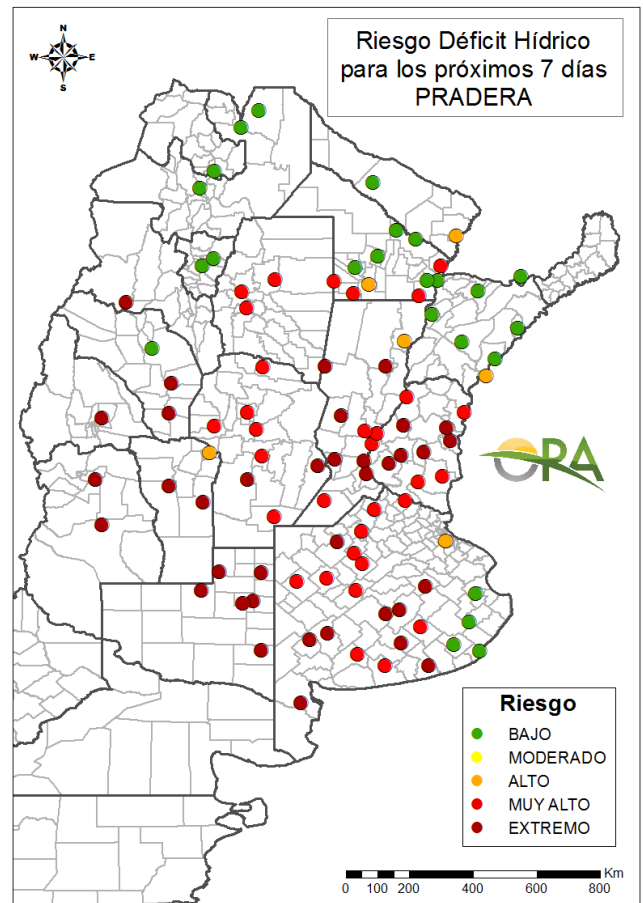 N
W E
S
Riesgo Déficit Hídrico
para los próximos 7 días
PRADERA
ORA
Riesgo
BAJO
MODERADO
ALTO
MUY ALTO
EXTREMO
Km
0 100 200 400 600 800